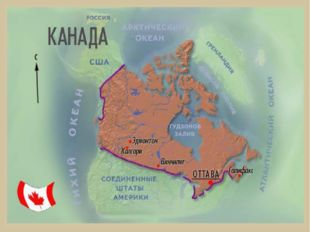 РОССИЯ
КАНАДА
АРКТИЧЕСКИЙ
ОКЕАН
ГРЕНЛАНДИЯ
С
США
ТИХИЙ ОКЕАН
ГУДЗОНОВ
ЗАЛИВ
АТЛАНТИЧЕСКИЙ ОКЕАН
Эдмонтон
Калгари
Виннипег
ОТТАВА
Галифакс
СОЕДИНЕННЫЕ
ШТАТЫ
АМЕРИКИ